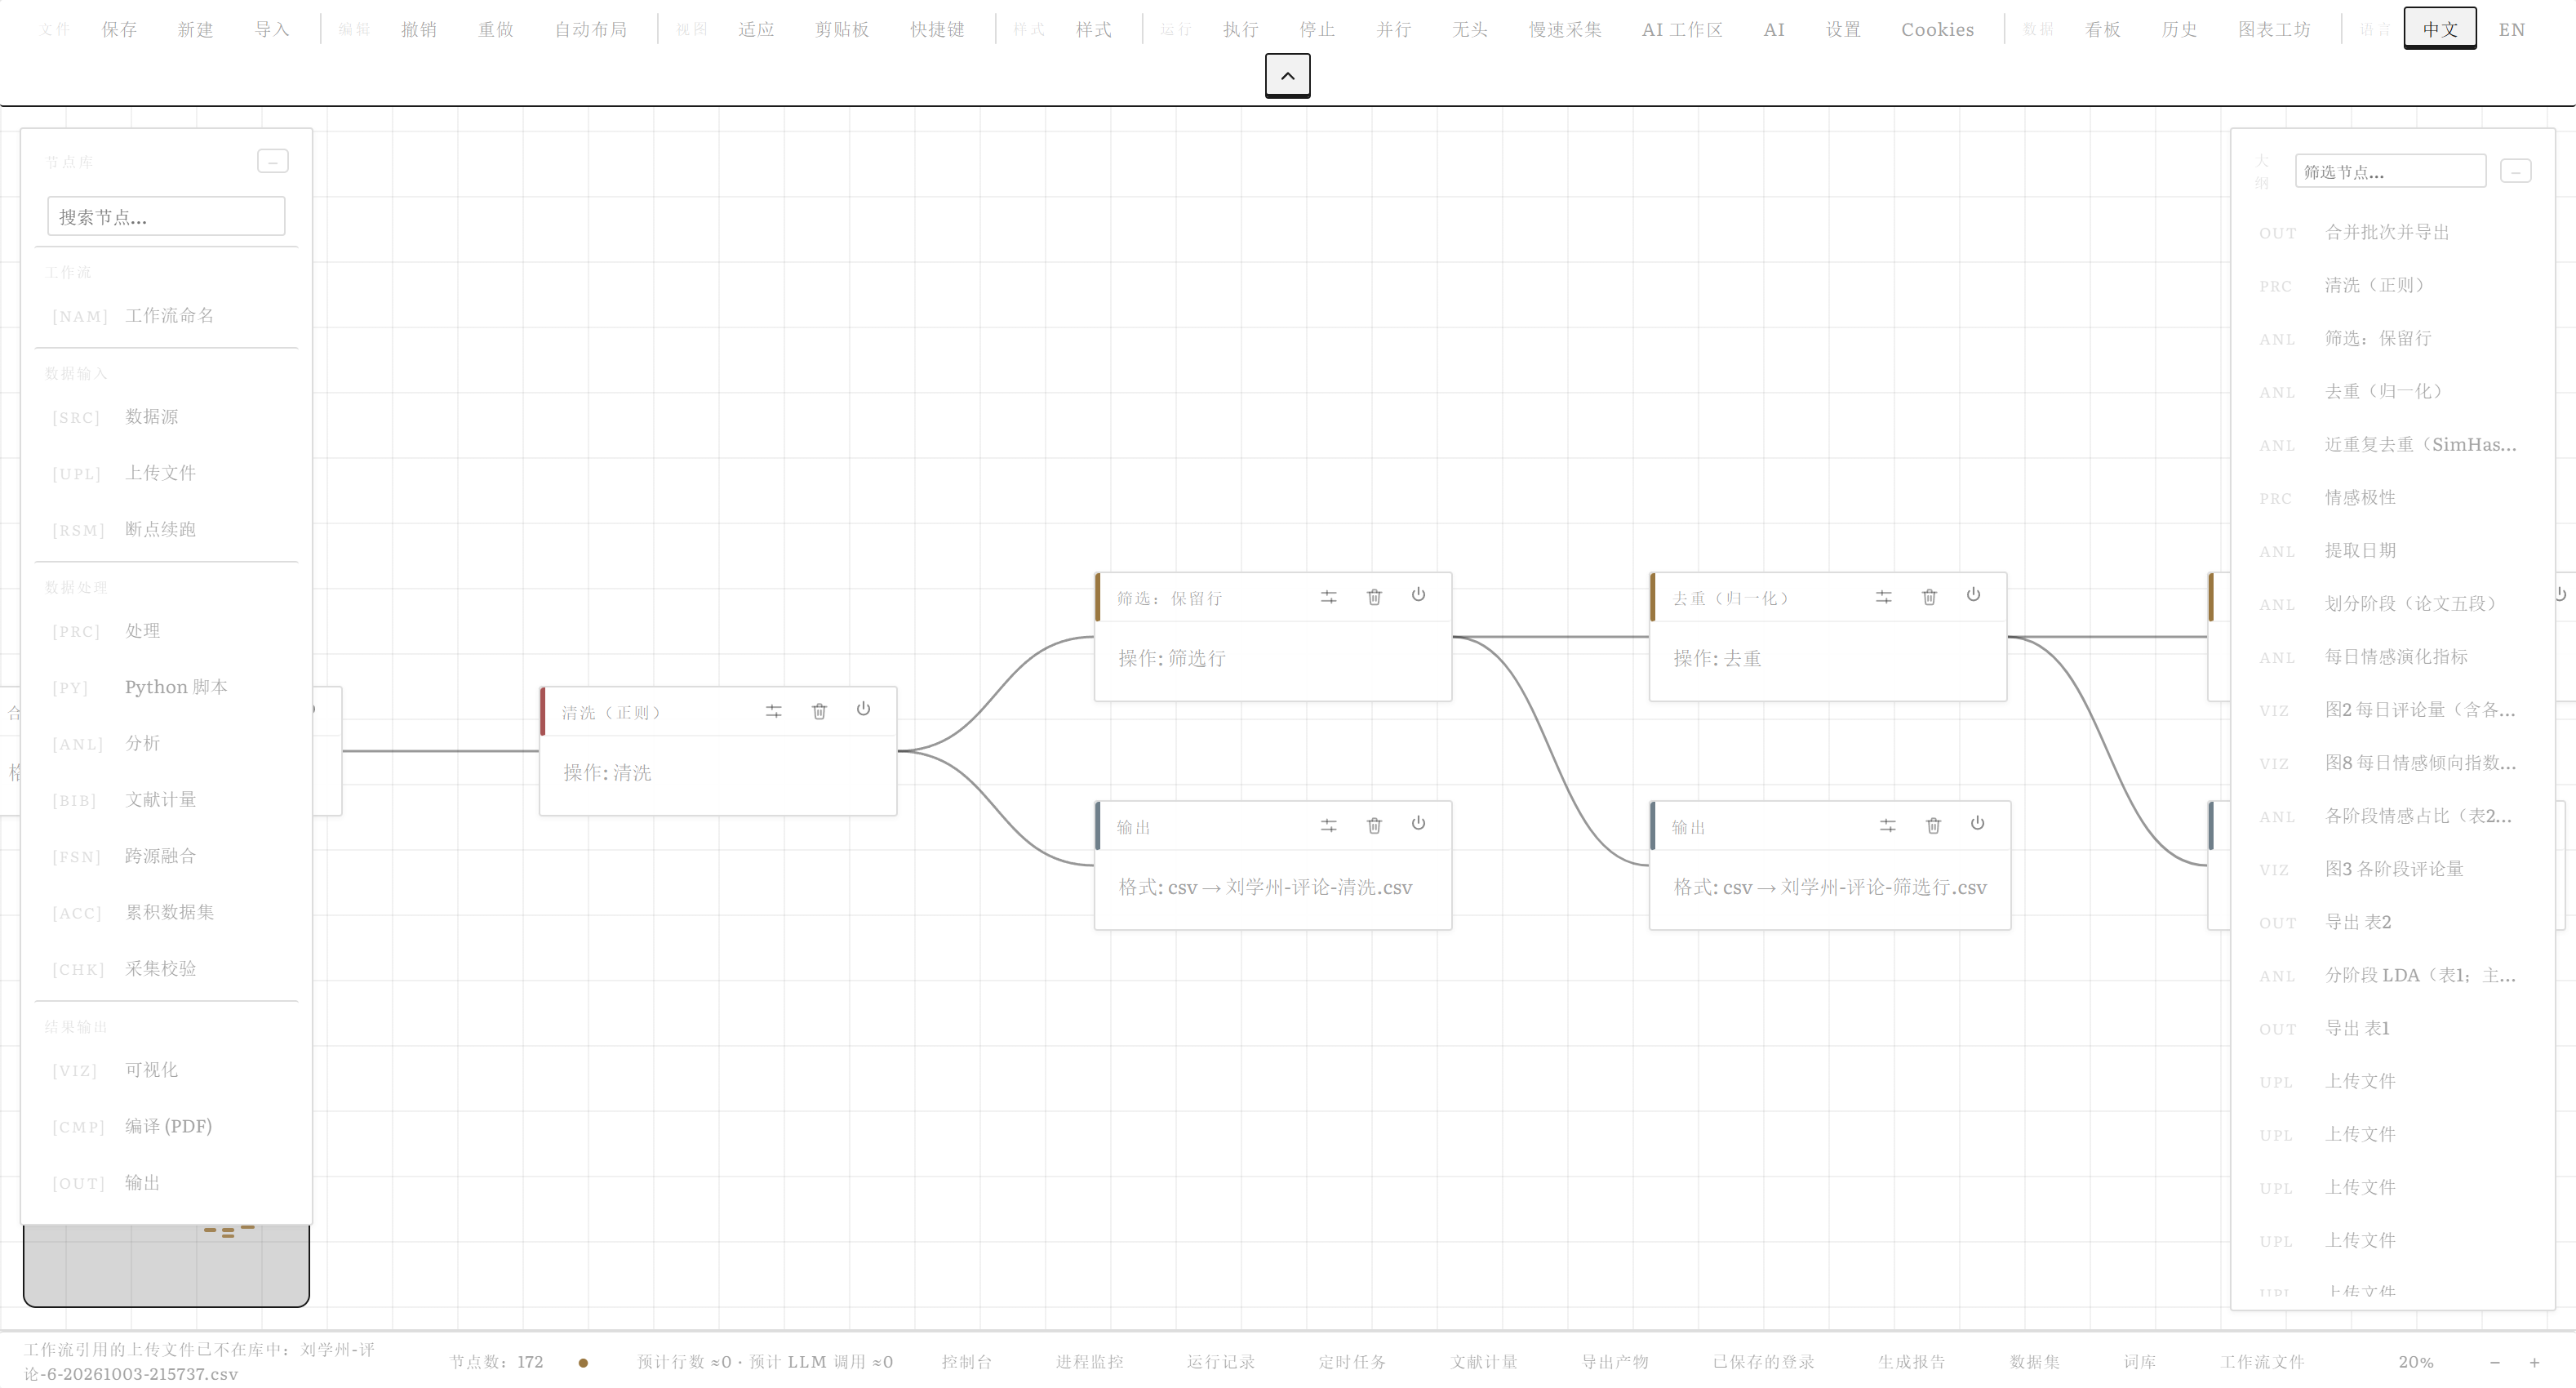 文件 保存 新建 导入 编辑 撤销 重做 自动布局 视图 适应 剪贴板 快捷键 样式 样式 运行 执行 停止 并行 无头 慢速采集 AI 工作区 AI 设置 Cookies 数据 看板 历史 图表工坊 语言 中文 EN
节点库
搜索节点...
工作流
[NAM] 工作流命名
数据输入
[SRC] 数据源
[UPL] 上传文件
[RSM] 断点续跑
数据处理
[PRC] 处理
[PY] Python 脚本
[ANL] 分析
[BIB] 文献计量
[FSN] 跨源融合
[ACC] 累积数据集
[CHK] 采集校验
结果输出
[VIZ] 可视化
[CMP] 编译 (PDF)
[OUT] 输出
合
格
清洗（正则）
操作: 清洗
筛选：保留行
操作: 筛选行
输出
格式: csv → 刘学州-评论-清洗.csv
去重（归一化）
操作: 去重
输出
格式: csv → 刘学州-评论-筛选行.csv
大纲
筛选节点...
OUT 合并批次并导出
PRC 清洗（正则）
ANL 筛选：保留行
ANL 去重（归一化）
ANL 近重复去重（SimHas...
PRC 情感极性
ANL 提取日期
ANL 划分阶段（论文五段）
ANL 每日情感演化指标
VIZ 图2 每日评论量（含各...
VIZ 图8 每日情感倾向指数...
ANL 各阶段情感占比（表2...
VIZ 图3 各阶段评论量
OUT 导出 表2
ANL 分阶段 LDA（表1；主...
OUT 导出 表1
UPL 上传文件
UPL 上传文件
UPL 上传文件
UPL 上传文件
UPL 上传文件
工作流引用的上传文件已不在库中：刘学州-评
论-6-20261003-215737.csv
节点数：172 预计行数 ≈0 · 预计 LLM 调用 ≈0 控制台 进程监控 运行记录 定时任务 文献计量 导出产物 已保存的登录 生成报告 数据集 词库 工作流文件 20% − +